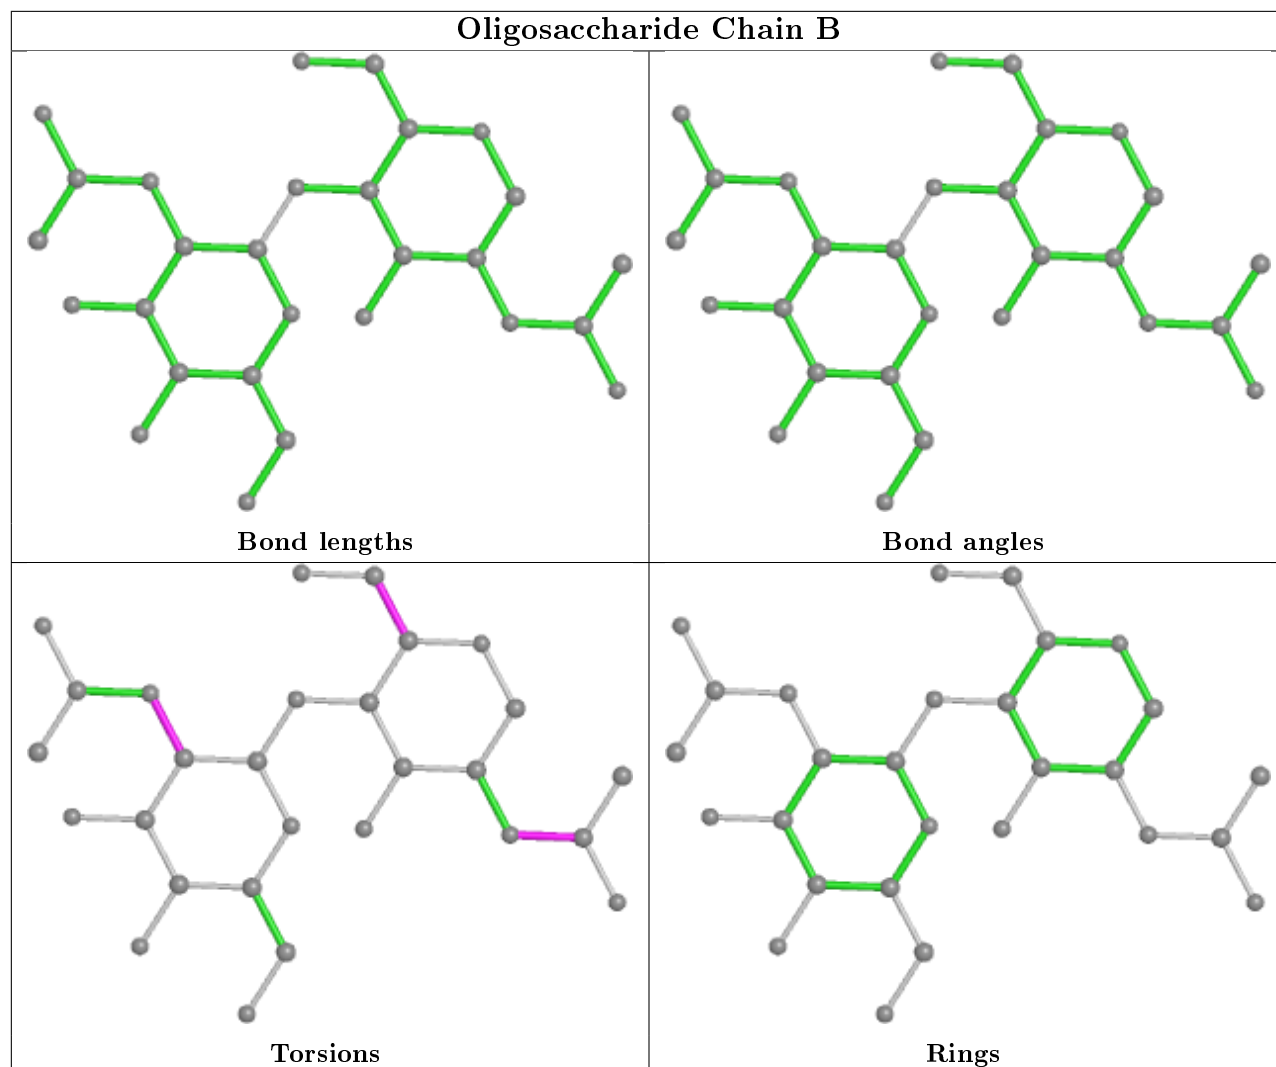 Oligosaccharide Chain B
Bond lengths
Bond angles
Torsions
Rings